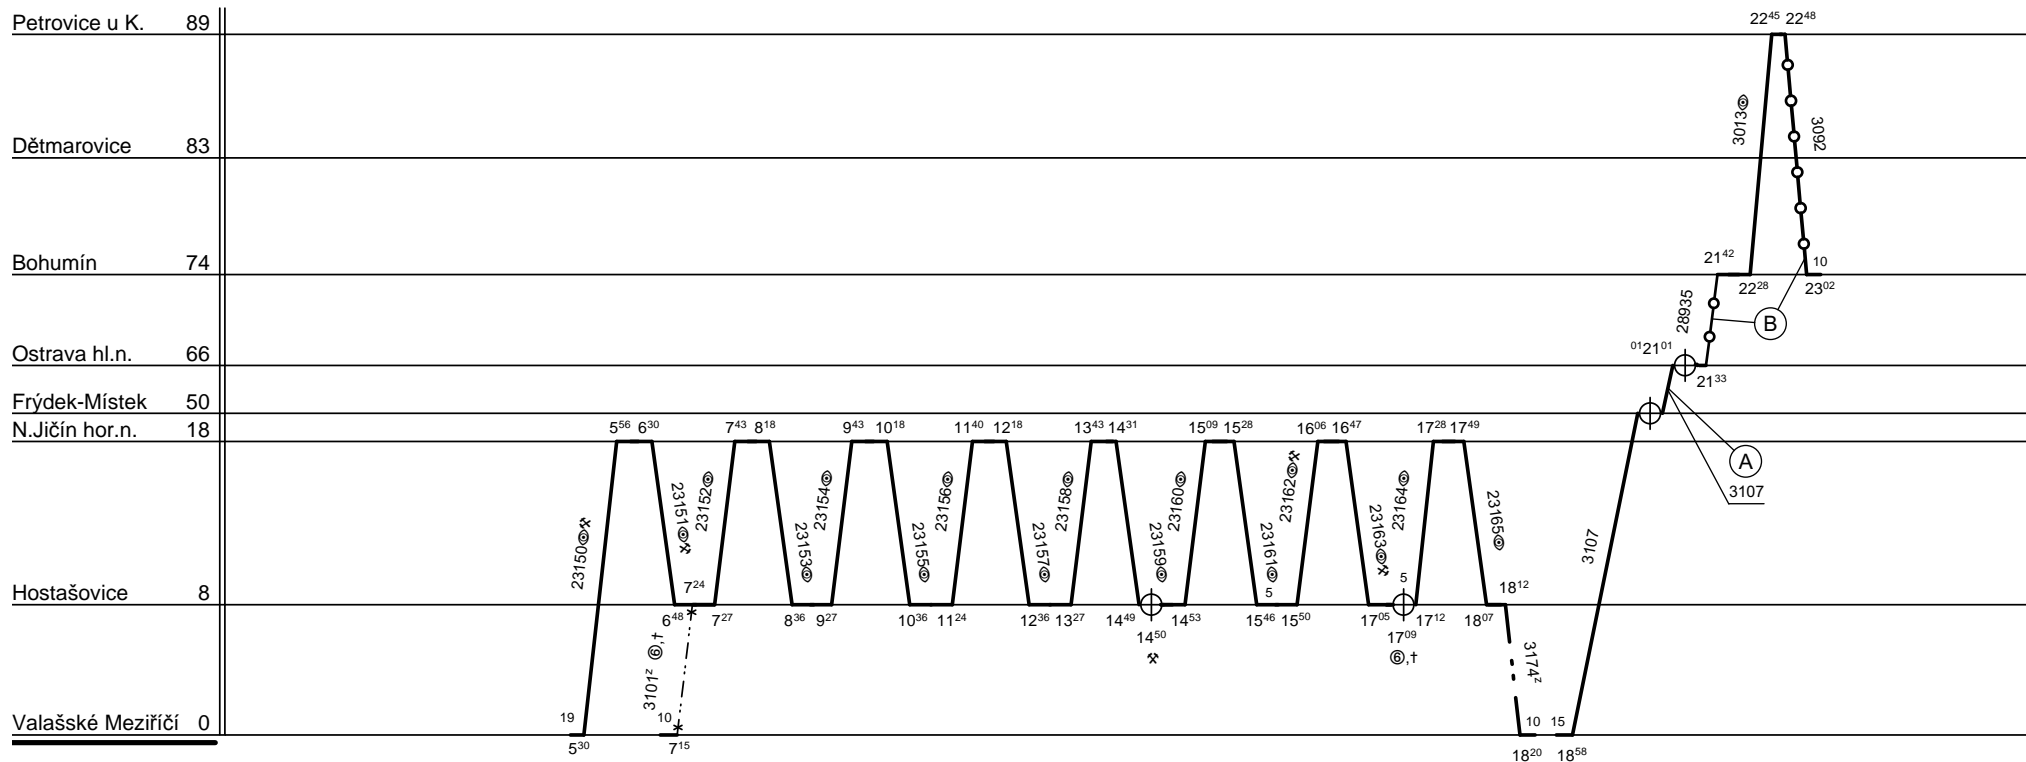 Petrovice u K. 89
22⁴⁵ 22⁴⁸
3013
3092
Dětmarovice 83
Bohumín 74
21⁴² 10
22²⁸ 23⁰²
28935
B
Ostrava hl.n. 66
⁰¹21⁰¹
21³³
Frýdek-Místek 50
N.Jičín hor.n. 18
5⁵⁶ 6³⁰ 7⁴³ 8¹⁸ 9⁴³ 10¹⁸ 11⁴⁰ 12¹⁸ 13⁴³ 14³¹ 15⁰⁹ 15²⁸ 16⁰⁶ 16⁴⁷ 17²⁸ 17⁴⁹
A
3107
23150⚒ 23151⚒ 23152 23153 23154 23155 23156 23157 23158 23159 23160 23161 23162⚒ 23163⚒ 23164 23165 3107
Hostašovice 8
7²⁴ 5 5 18¹²
6⁴⁸ 7²⁷ 8³⁶ 9²⁷ 10³⁶ 11²⁴ 12³⁶ 13²⁷ 14⁴⁹ 14⁵³ 15⁴⁶ 15⁵⁰ 17⁰⁵ 17¹² 18⁰⁷
14⁵⁰ 17⁰⁹
⚒ ⑥,†
3101ᶻ ⑥,†
3174ᶻ
Valašské Meziříčí 0
19 10 10 15
5³⁰ 7¹⁵ 18²⁰ 18⁵⁸